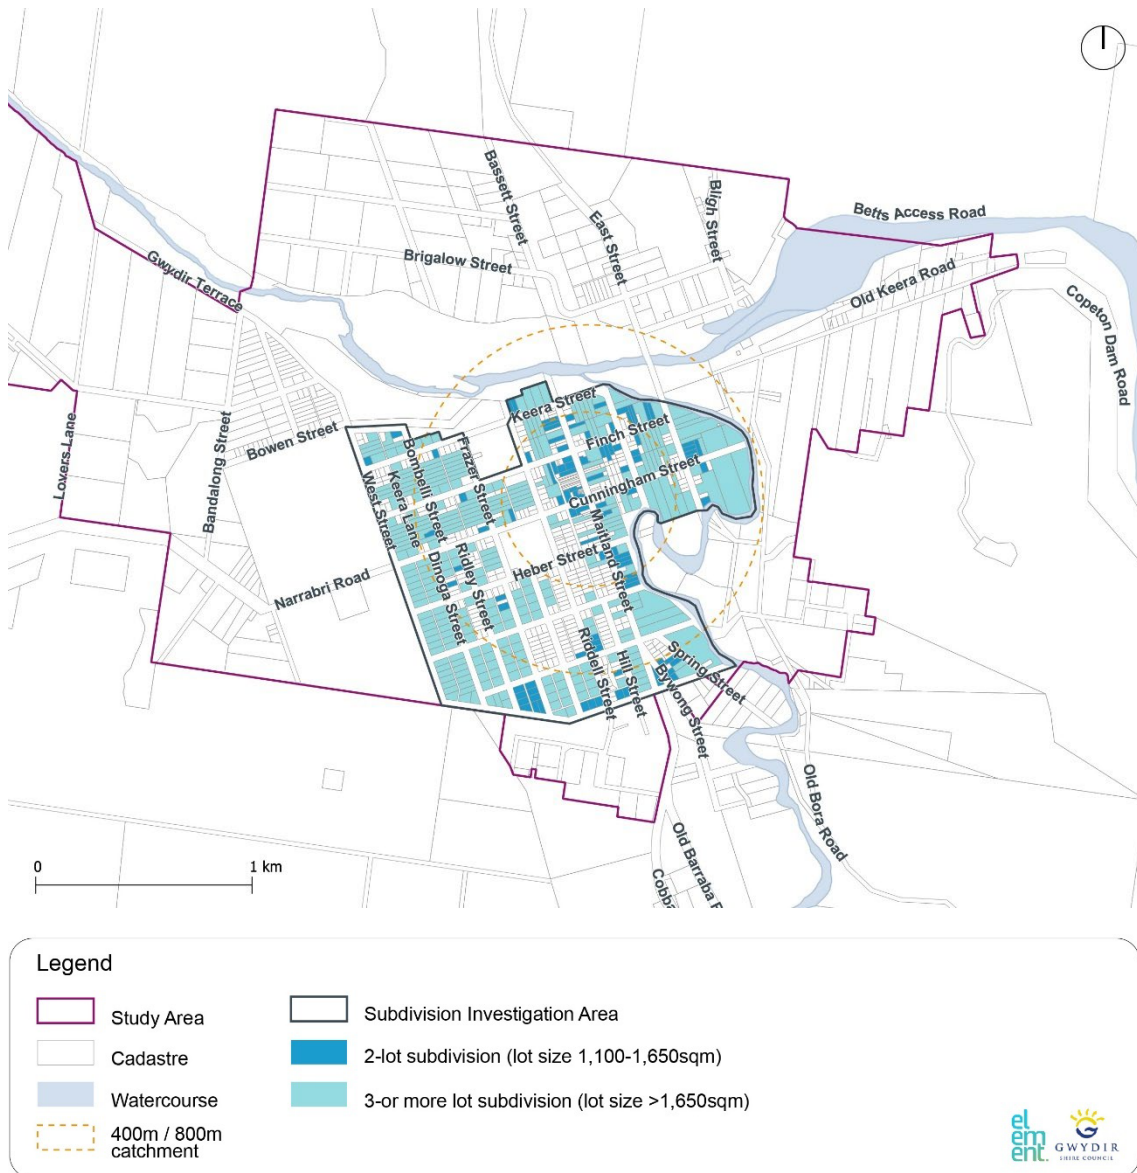 Bassett Street
Bligh Street
East Street
Betts Access Road
Brigalow Street
Gwydir Terrace
Old Keera Road
Copeton Dam Road
Keera Street
Lovers Lane
Bandalong Street
Bowen Street
Finch Street
Frazer Street
Bombelli Street
Keera Lane
West Street
Cunningham Street
Maitland Street
Heber Street
Ridley Street
Dinoga Street
Narrabri Road
Riddell Street
Hill Street
Spring Street
Bywong Street
Old Bora Road
Old Barraba R
Cobba
0 1 km
Legend
Study Area
Subdivision Investigation Area
Cadastre
2-lot subdivision (lot size 1,100-1,650sqm)
Watercourse
3-or more lot subdivision (lot size >1,650sqm)
400m / 800m
catchment
el
em
ent.
GWYDIR
SHIRE COUNCIL